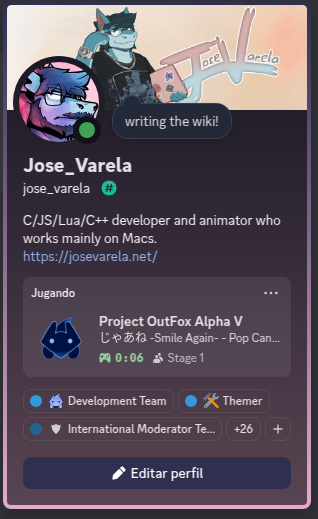 Jose Varela
writing the wiki!
Jose_Varela
jose_varela #
C/JS/Lua/C++ developer and animator who
works mainly on Macs.
https://josevarela.net/
Jugando
Project OutFox Alpha V
じゃあね -Smile Again- - Pop Can...
0:06 Stage 1
Development Team Themer
International Moderator Te... +26 +
Editar perfil